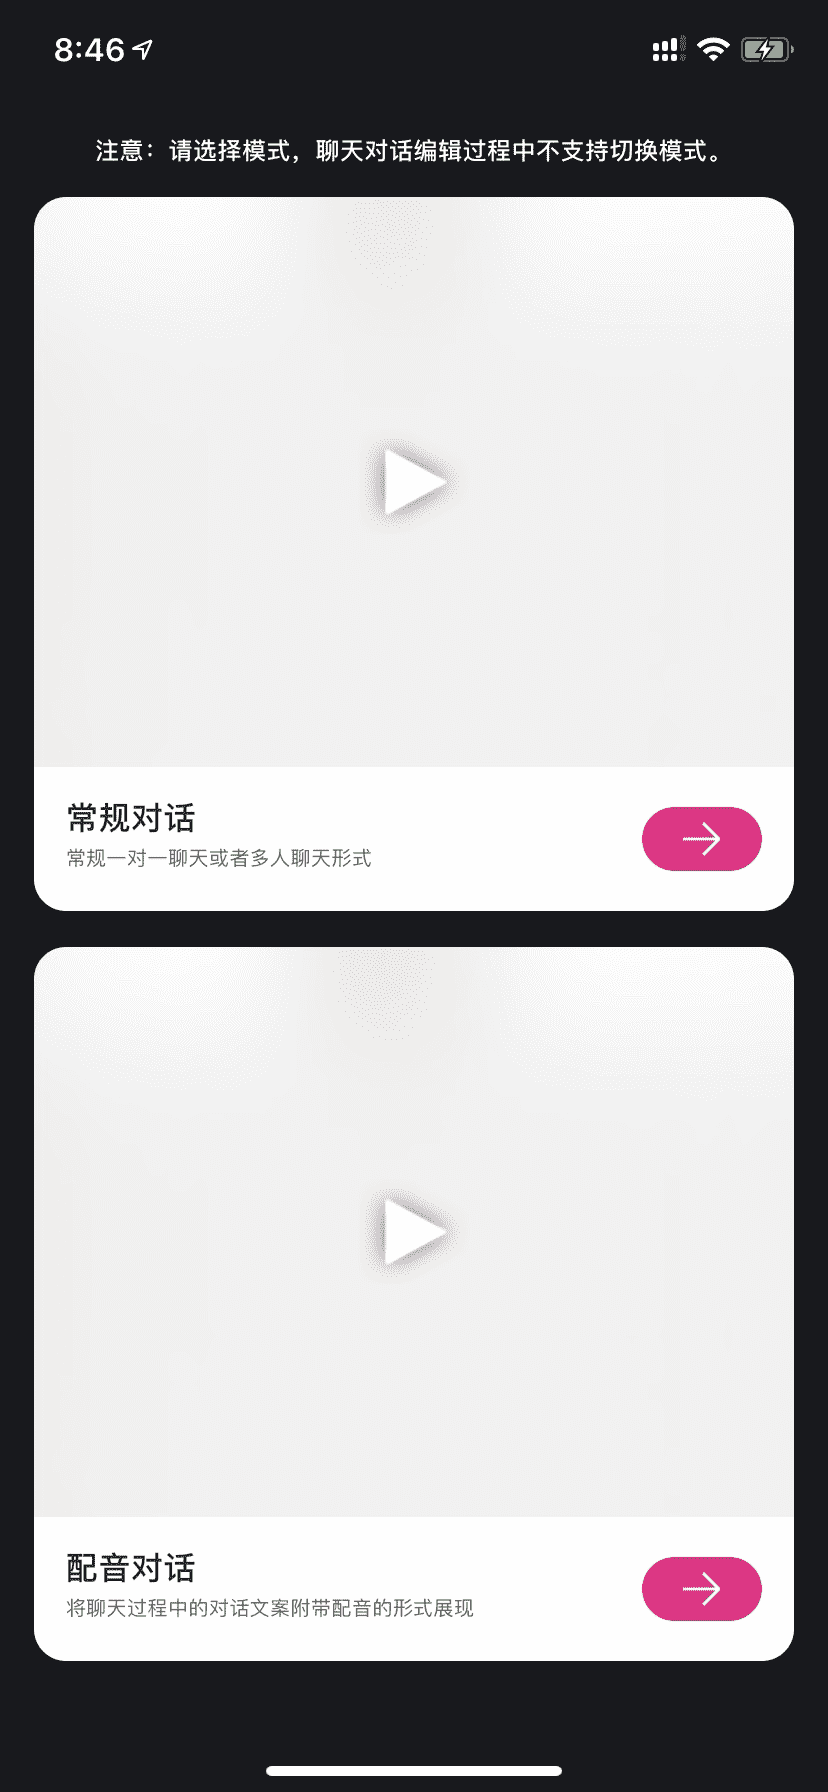 8:46
注意：请选择模式，聊天对话编辑过程中不支持切换模式。
常规对话
常规一对一聊天或者多人聊天形式
配音对话
将聊天过程中的对话文案附带配音的形式展现